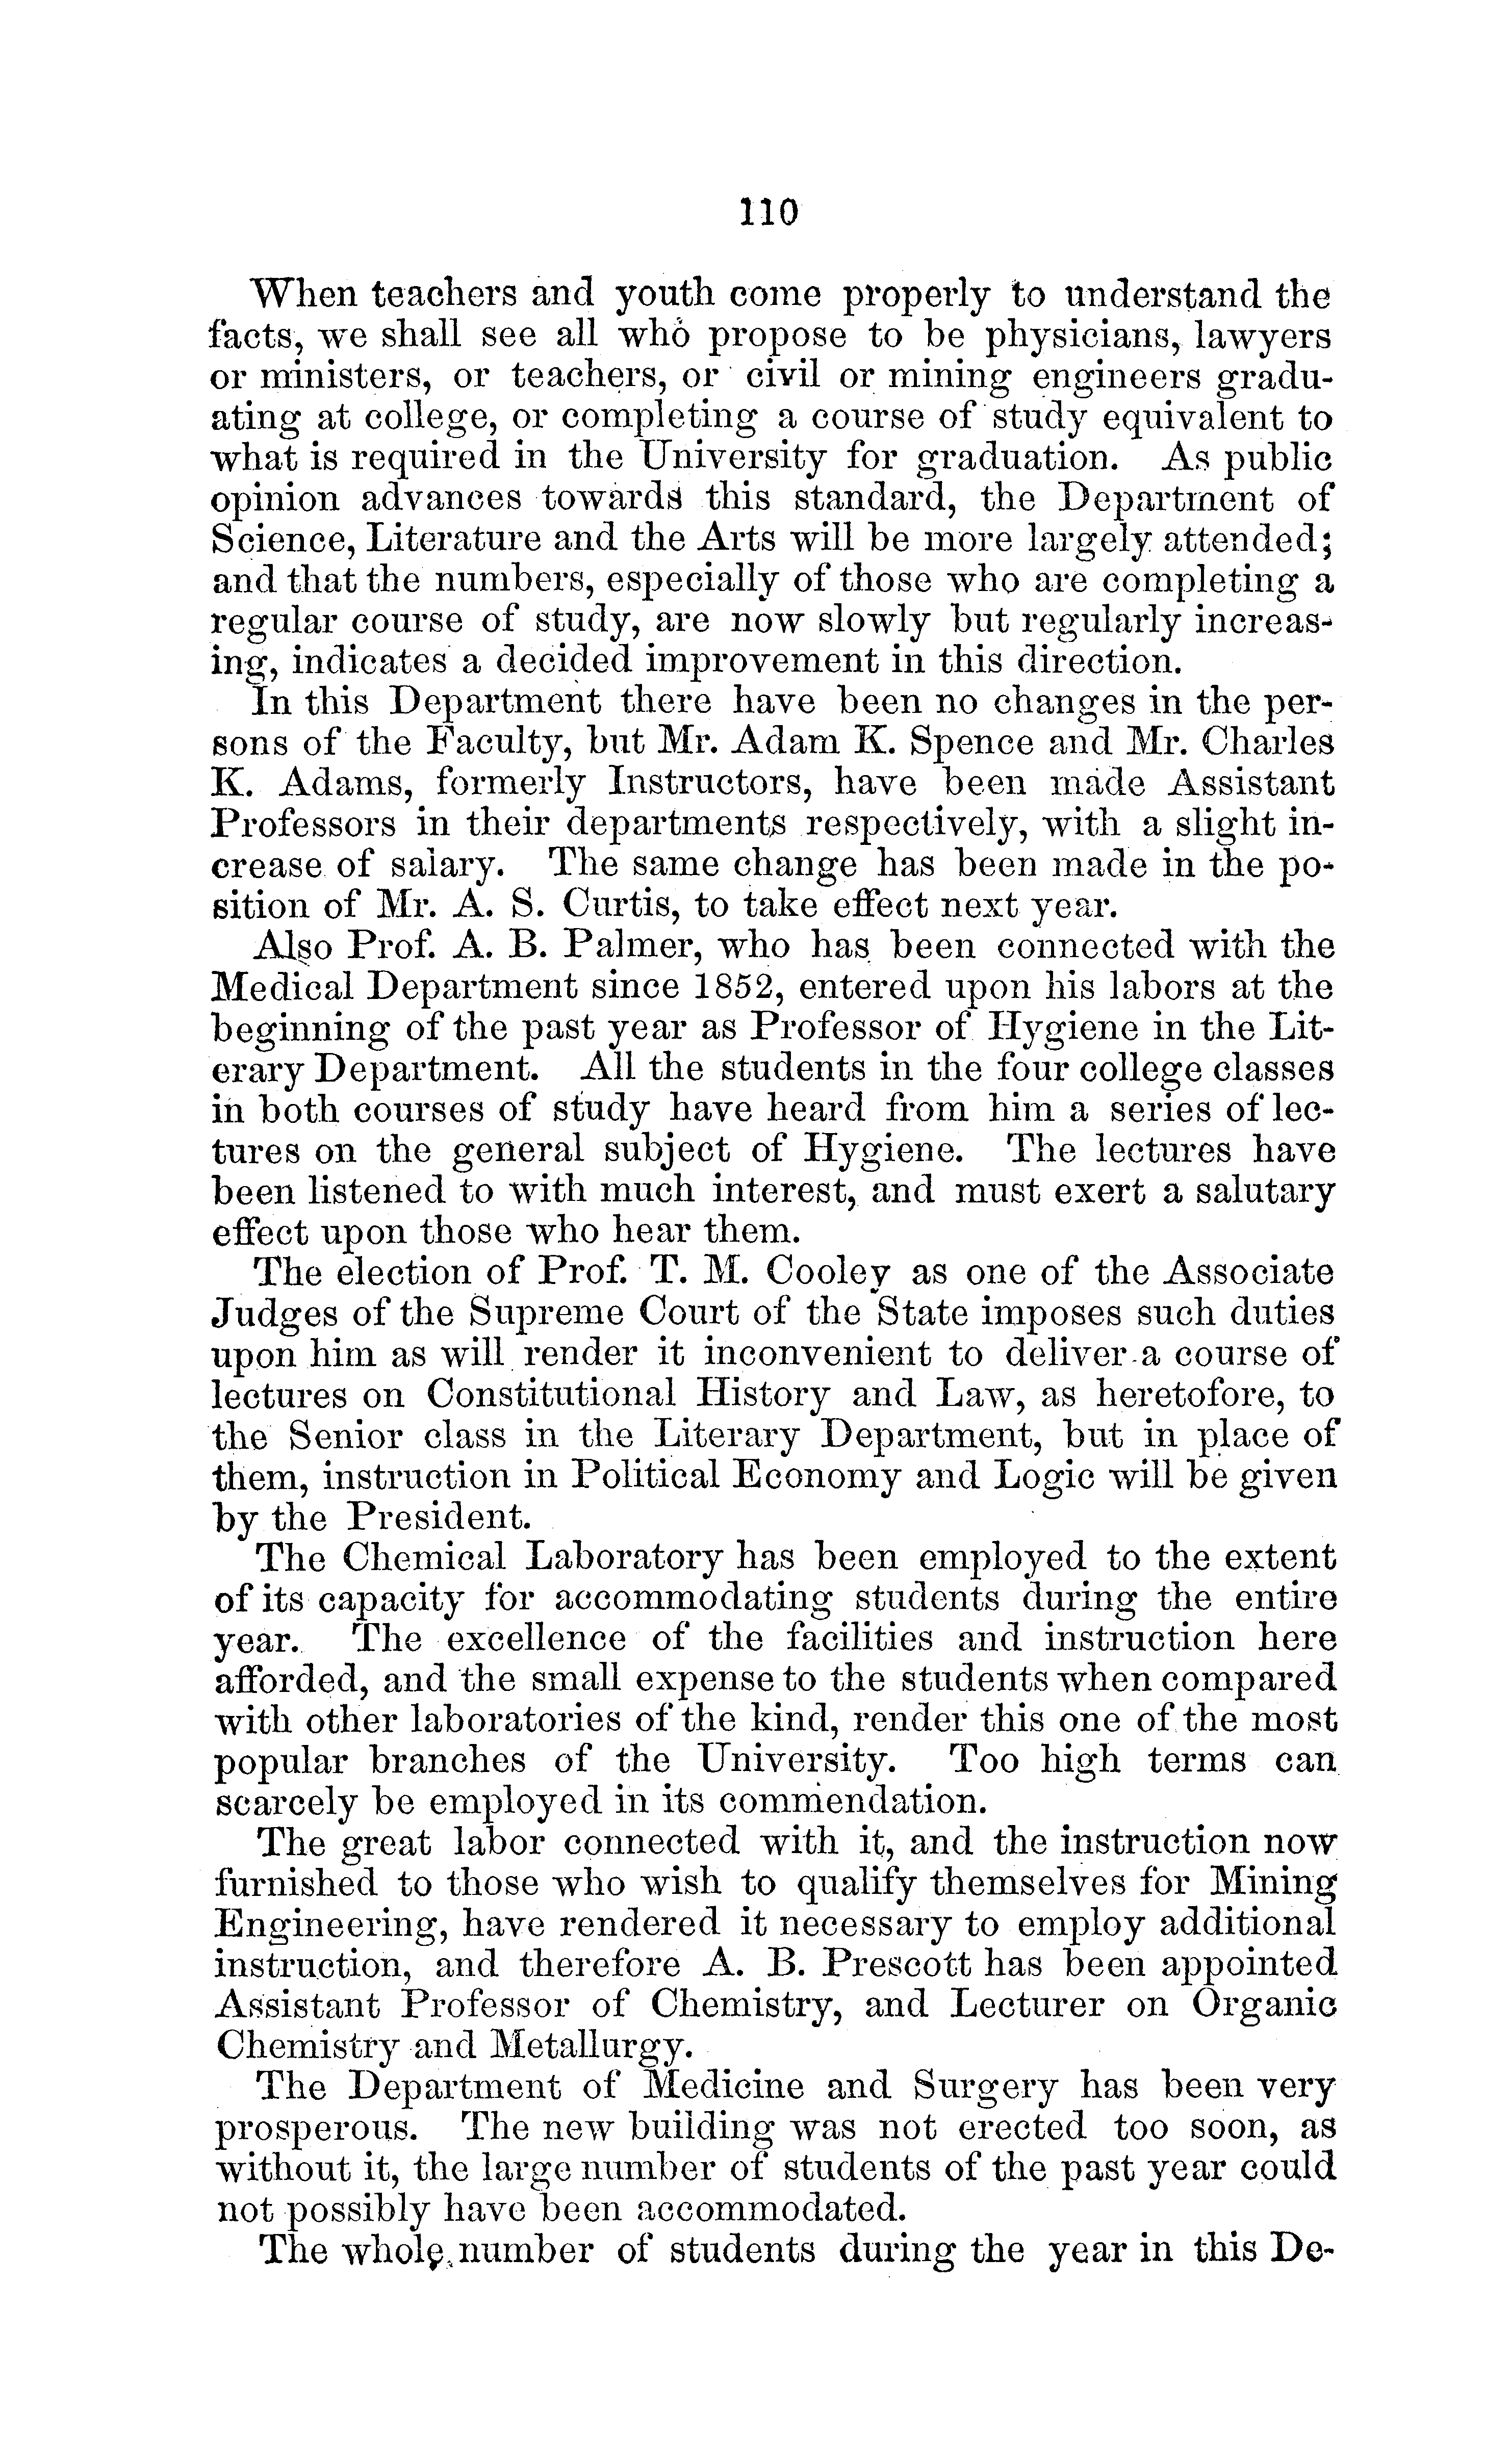 110
When teachers and youth come properly to understand the
facts, we shall see all who propose to be physicians, lawyers
or ministers, or teachers, or civil or mining engineers gradu-
ating at college, or completing a course of study equivalent to
what is required in the University for graduation. As public
opinion advances towards this standard, the Department of
Science, Literature and the Arts will be more largely attended;
and that the numbers, especially of those who are completing a
regular course of study, are now slowly but regularly increas-
ing, indicates a decided improvement in this direction.
In this Department there have been no changes in the per-
sons of the Faculty, but Mr. Adam K. Spence and Mr. Charles
K. Adams, formerly Instructors, have been made Assistant
Professors in their departments respectively, with a slight in-
crease of salary. The same change has been made in the po-
sition of Mr. A. S. Curtis, to take effect next year.
Also Prof. A. B. Palmer, who has been connected with the
Medical Department since 1852, entered upon his labors at the
beginning of the past year as Professor of Hygiene in the Lit-
erary Department. All the students in the four college classes
in both courses of study have heard from him a series of lec-
tures on the general subject of Hygiene. The lectures have
been listened to with much interest, and must exert a salutary
effect upon those who hear them.
The election of Prof. T. M. Cooley as one of the Associate
Judges of the Supreme Court of the State imposes such duties
upon him as will render it inconvenient to deliver a course of
lectures on Constitutional History and Law, as heretofore, to
the Senior class in the Literary Department, but in place of
them, instruction in Political Economy and Logic will be given
by the President.
The Chemical Laboratory has been employed to the extent
of its capacity for accommodating students during the entire
year. The excellence of the facilities and instruction here
afforded, and the small expense to the students when compared
with other laboratories of the kind, render this one of the most
popular branches of the University. Too high terms can
scarcely be employed in its commendation.
The great labor connected with it, and the instruction now
furnished to those who wish to qualify themselves for Mining
Engineering, have rendered it necessary to employ additional
instruction, and therefore A. B. Prescott has been appointed
Assistant Professor of Chemistry, and Lecturer on Organic
Chemistry and Metallurgy.
The Department of Medicine and Surgery has been very
prosperous. The new building was not erected too soon, as
without it, the large number of students of the past year could
not possibly have been accommodated.
The whole number of students during the year in this De-